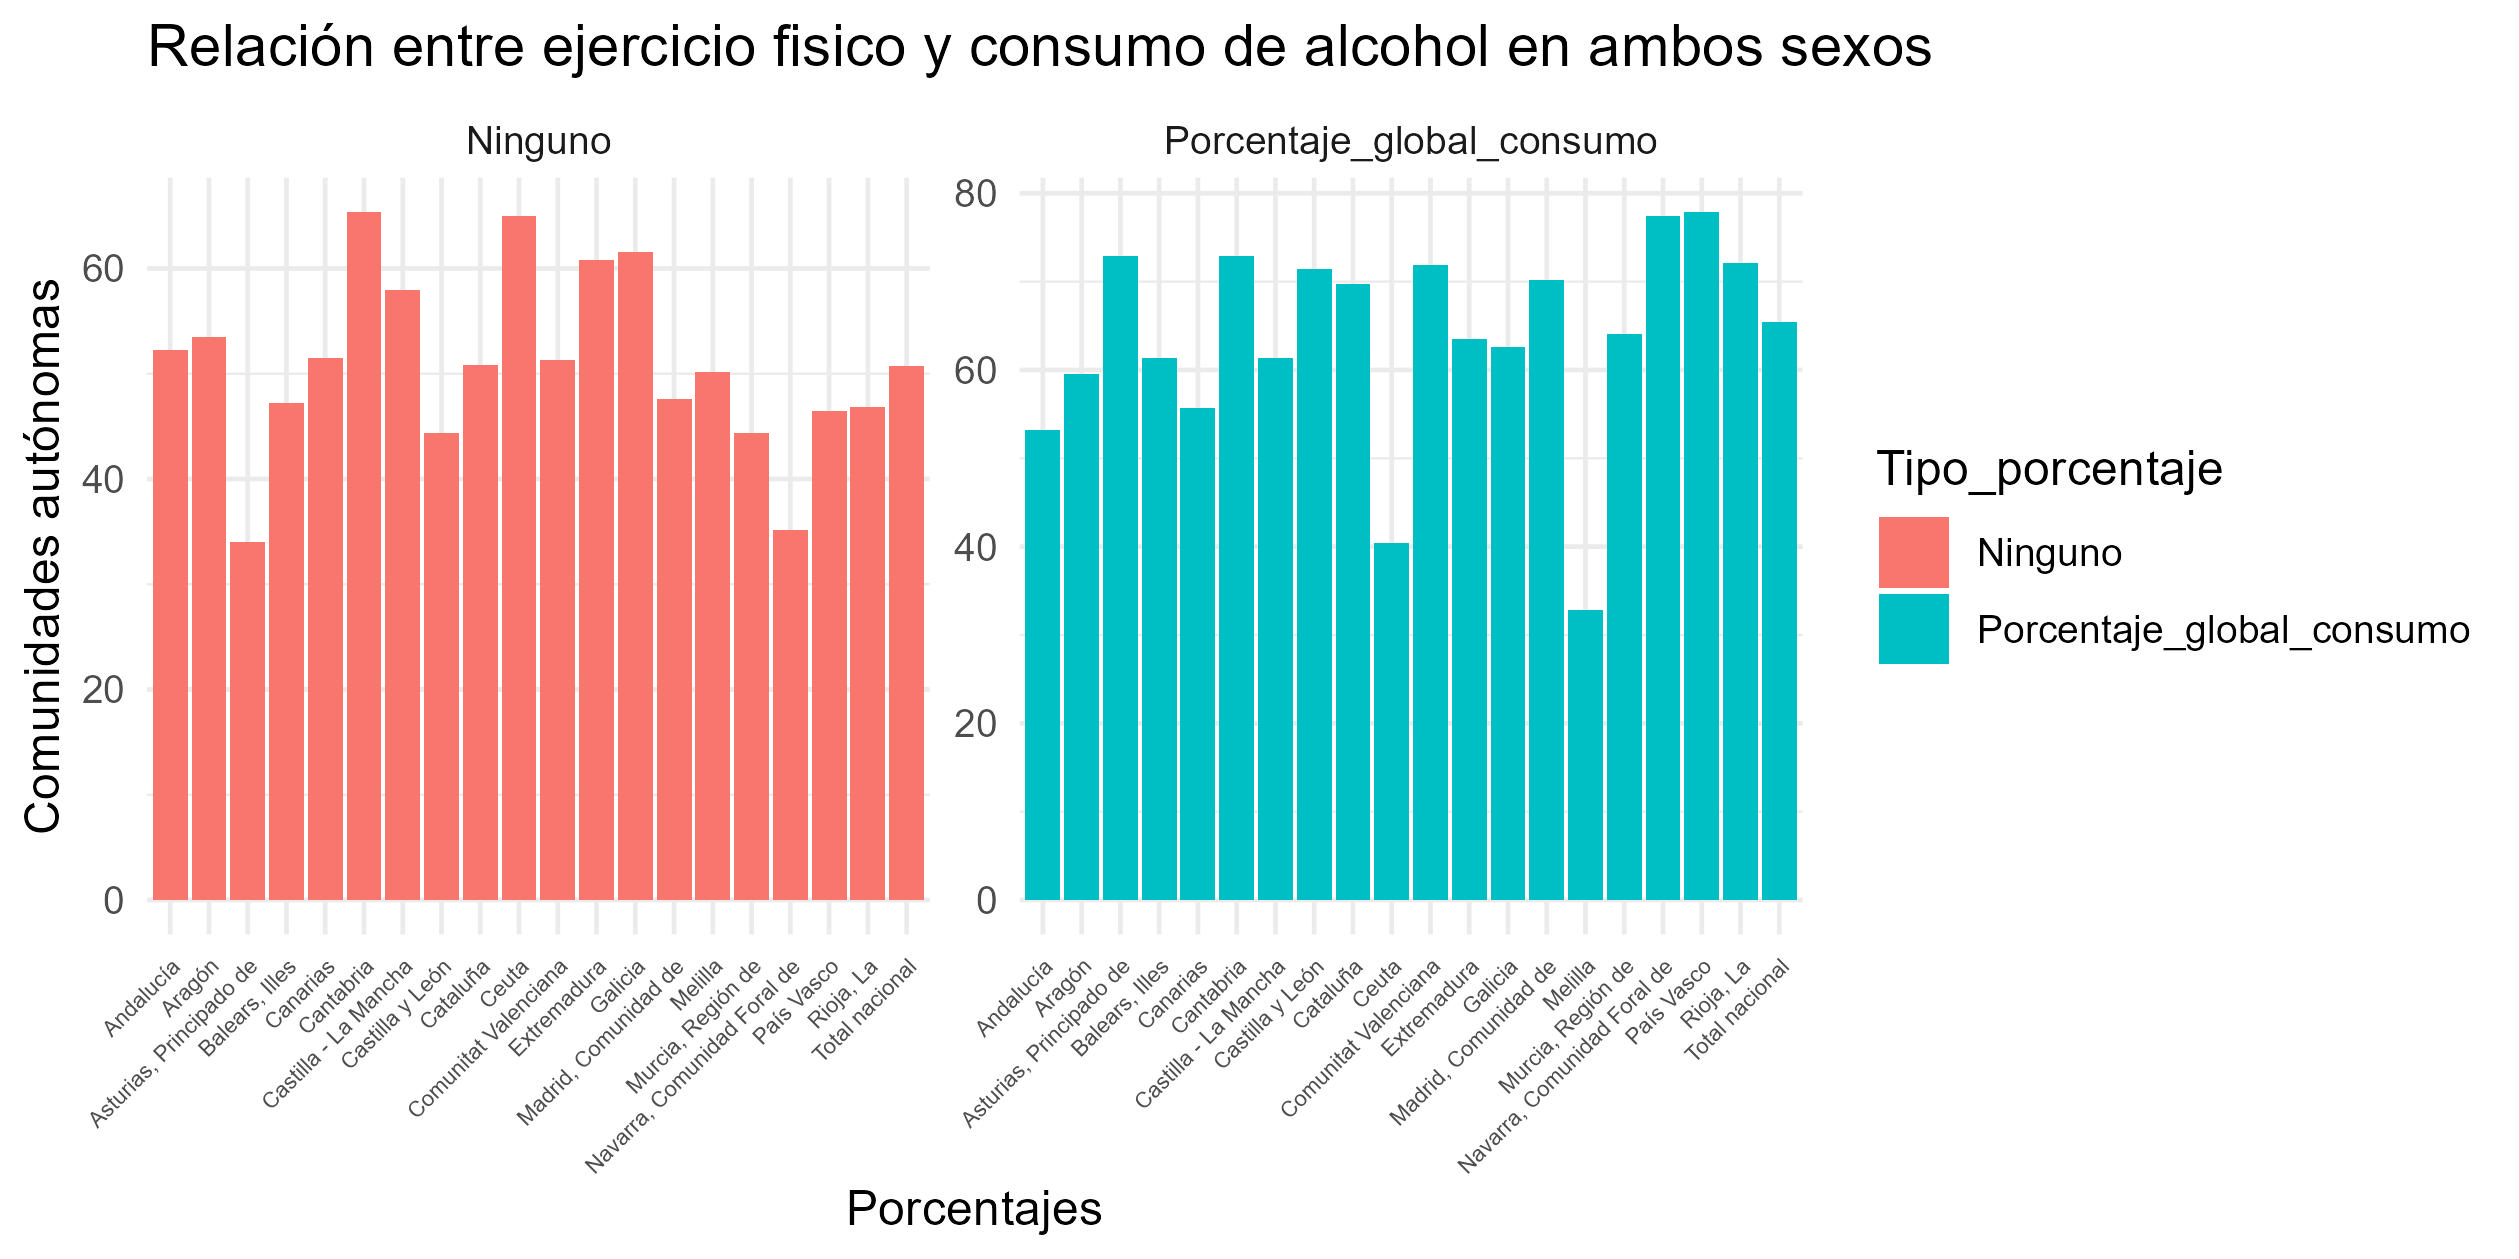 Relación entre ejercicio fisico y consumo de alcohol en ambos sexos
Ninguno
Porcentaje_global_consumo
Comunidades autónomas
60
40
20
0
80
60
40
20
0
Andalucía
Aragón
Asturias, Principado de
Balears, Illes
Canarias
Cantabria
Castilla - La Mancha
Castilla y León
Cataluña
Ceuta
Comunitat Valenciana
Extremadura
Galicia
Madrid, Comunidad de
Melilla
Murcia, Región de
Navarra, Comunidad Foral de
País Vasco
Rioja, La
Total nacional
Andalucía
Aragón
Asturias, Principado de
Balears, Illes
Canarias
Cantabria
Castilla - La Mancha
Castilla y León
Cataluña
Ceuta
Comunitat Valenciana
Extremadura
Galicia
Madrid, Comunidad de
Melilla
Murcia, Región de
Navarra, Comunidad Foral de
País Vasco
Rioja, La
Total nacional
Porcentajes
Tipo_porcentaje
Ninguno
Porcentaje_global_consumo